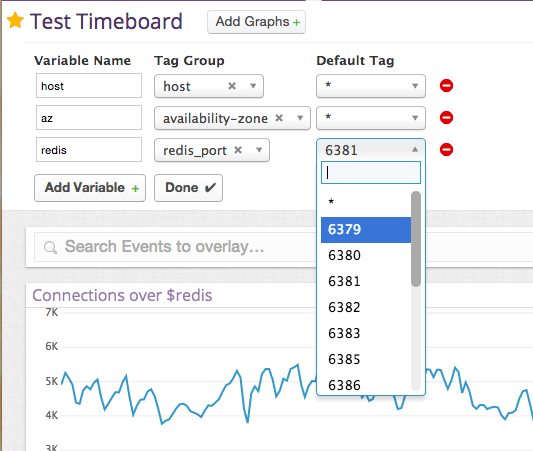 Test Timeboard Add Graphs +
Variable Name Tag Group Default Tag
host host × *
az availability-zone × *
redis redis_port × 6381
*
6379
6380
6381
6382
6383
6385
6386
Add Variable + Done ✔
Search Events to overlay...
Connections over $redis
7K
6K
5K
4K
3K